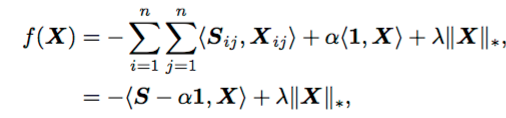 f(X) = −∑_{i=1}^{n} ∑_{j=1}^{n} ⟨S_{ij}, X_{ij}⟩ + α⟨1, X⟩ + λ‖X‖_*,
= −⟨S − α1, X⟩ + λ‖X‖_*,